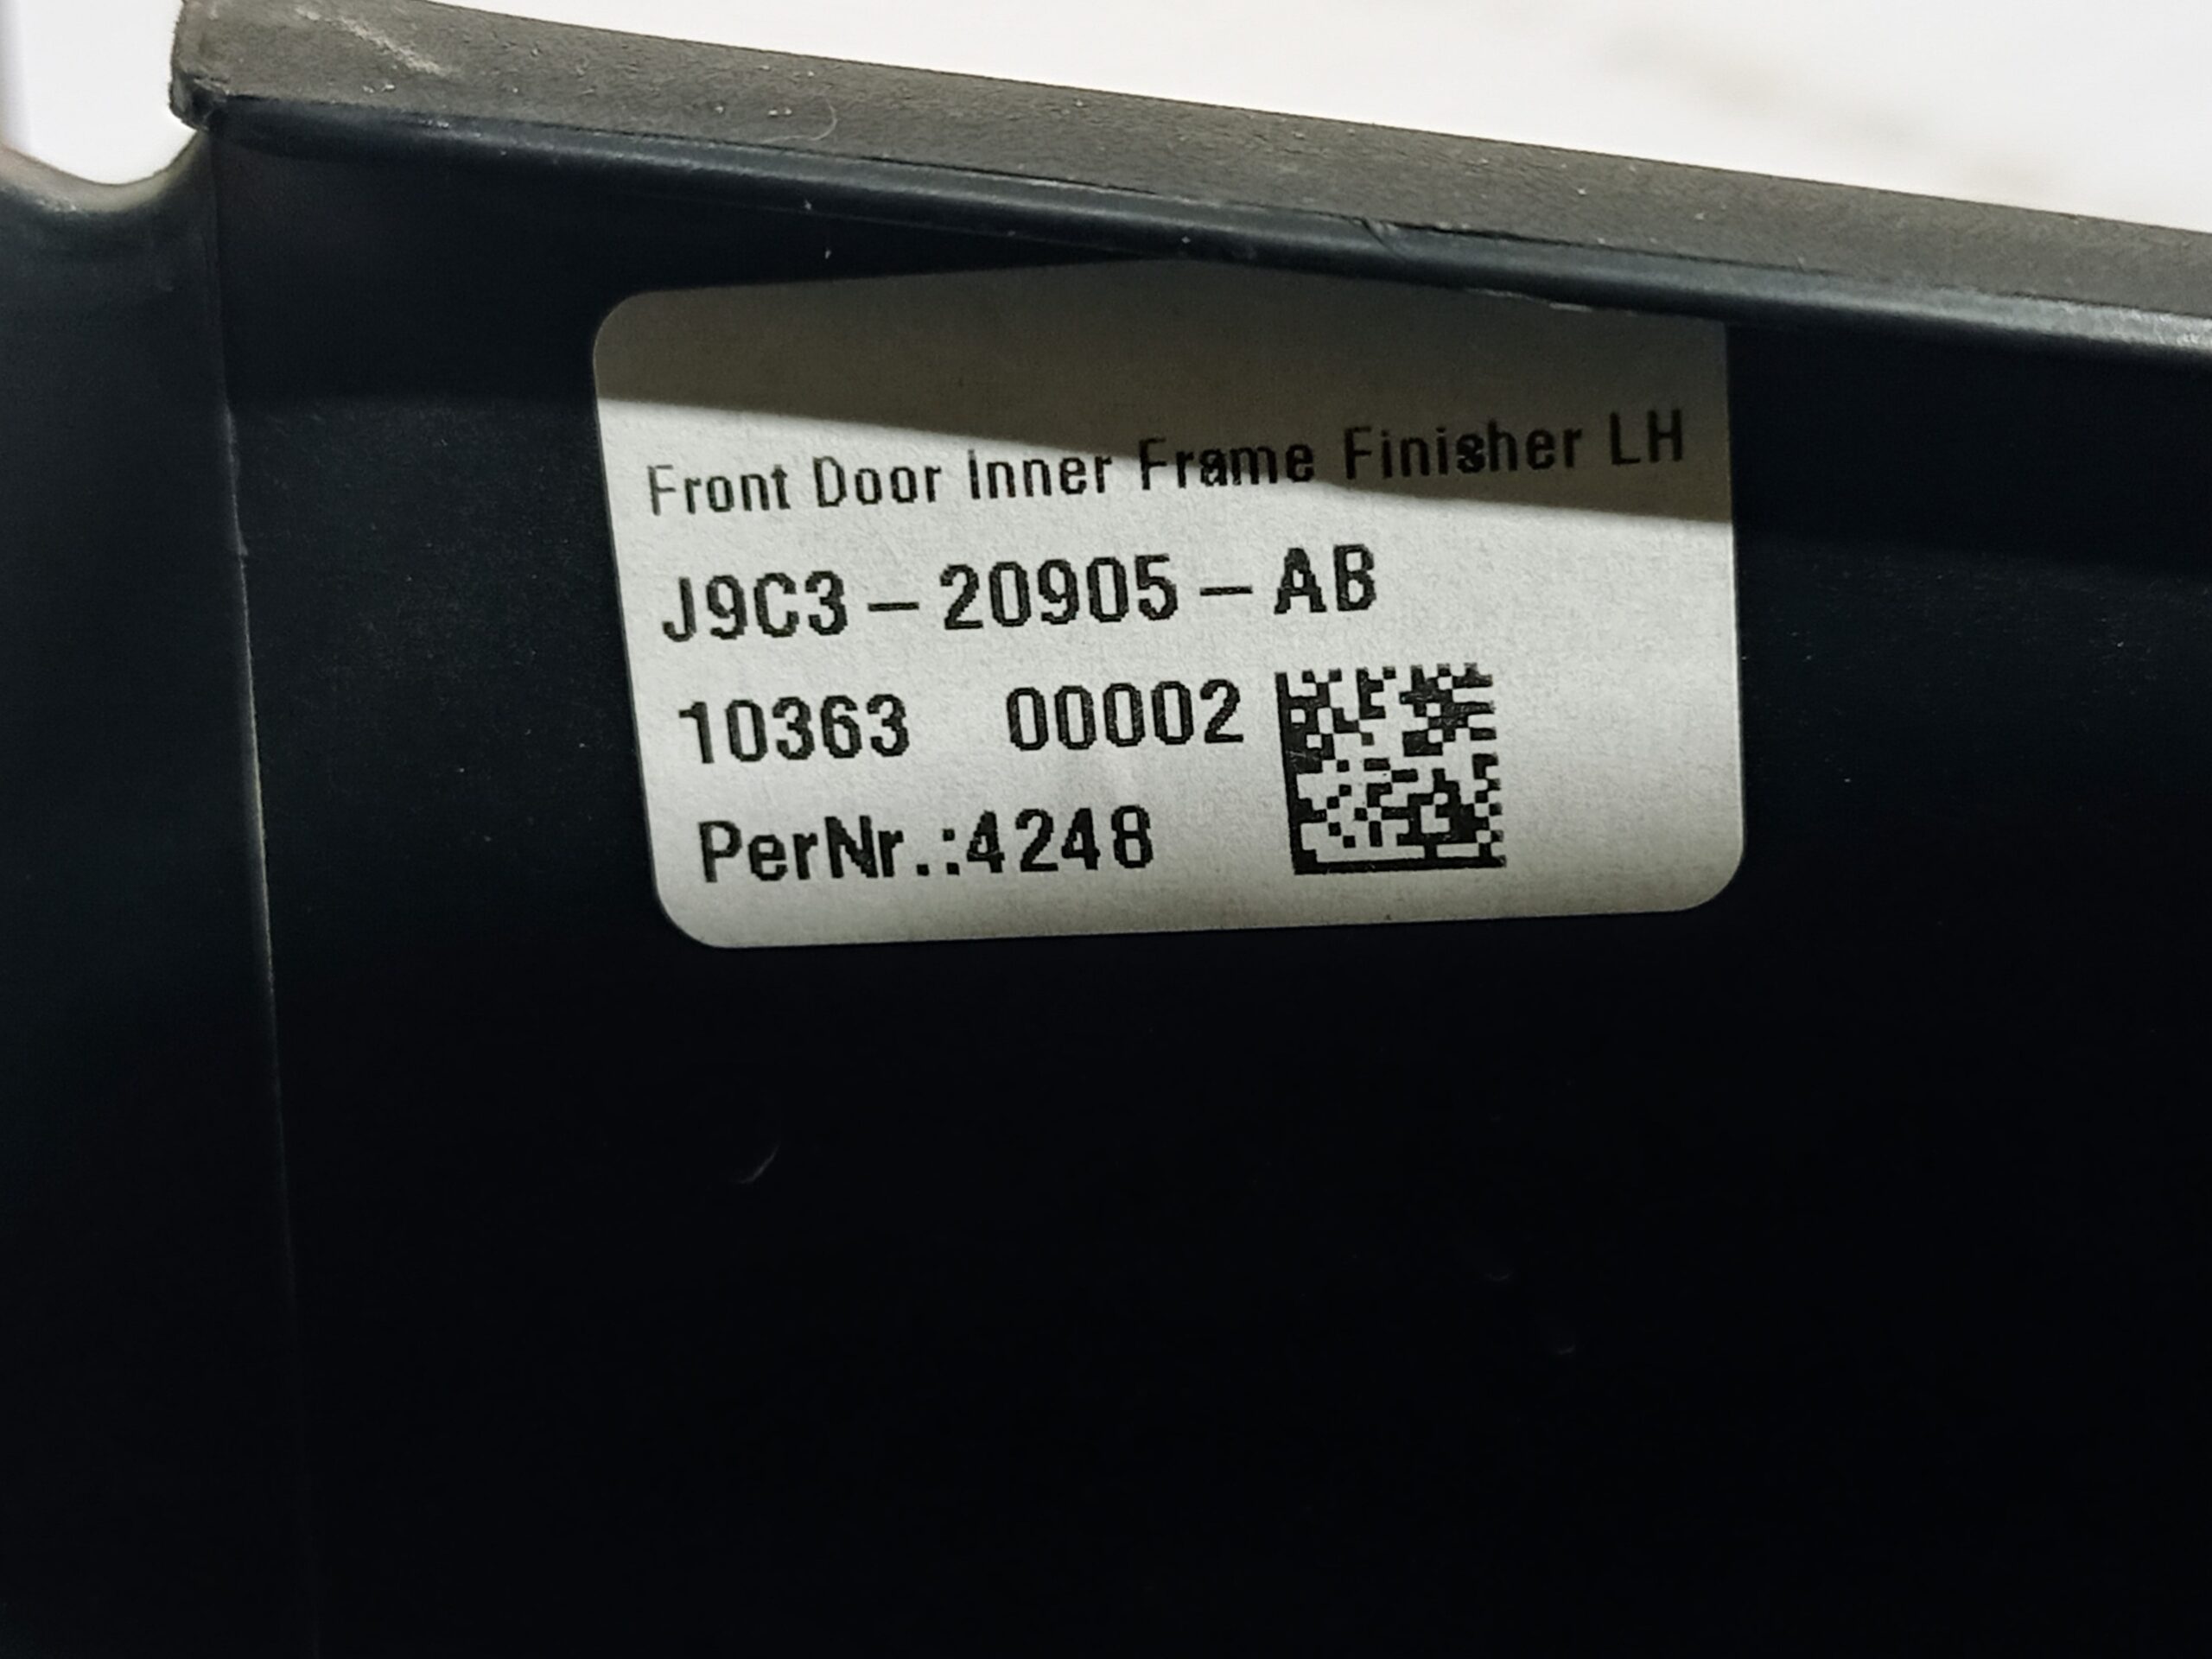 Front Door Inner Frame Finisher LH
J9C3-20905-AB
10363 00002
PerNr.:4248